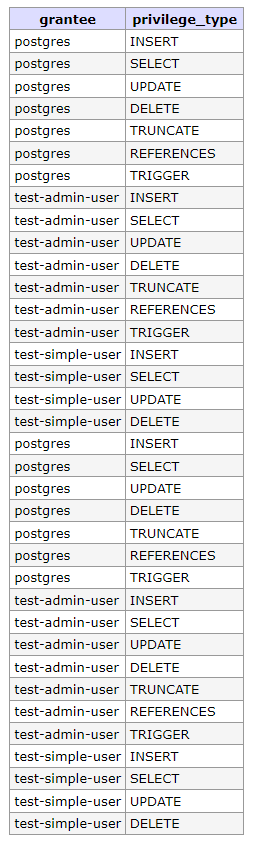 grantee privilege_type
postgres INSERT
postgres SELECT
postgres UPDATE
postgres DELETE
postgres TRUNCATE
postgres REFERENCES
postgres TRIGGER
test-admin-user INSERT
test-admin-user SELECT
test-admin-user UPDATE
test-admin-user DELETE
test-admin-user TRUNCATE
test-admin-user REFERENCES
test-admin-user TRIGGER
test-simple-user INSERT
test-simple-user SELECT
test-simple-user UPDATE
test-simple-user DELETE
postgres INSERT
postgres SELECT
postgres UPDATE
postgres DELETE
postgres TRUNCATE
postgres REFERENCES
postgres TRIGGER
test-admin-user INSERT
test-admin-user SELECT
test-admin-user UPDATE
test-admin-user DELETE
test-admin-user TRUNCATE
test-admin-user REFERENCES
test-admin-user TRIGGER
test-simple-user INSERT
test-simple-user SELECT
test-simple-user UPDATE
test-simple-user DELETE